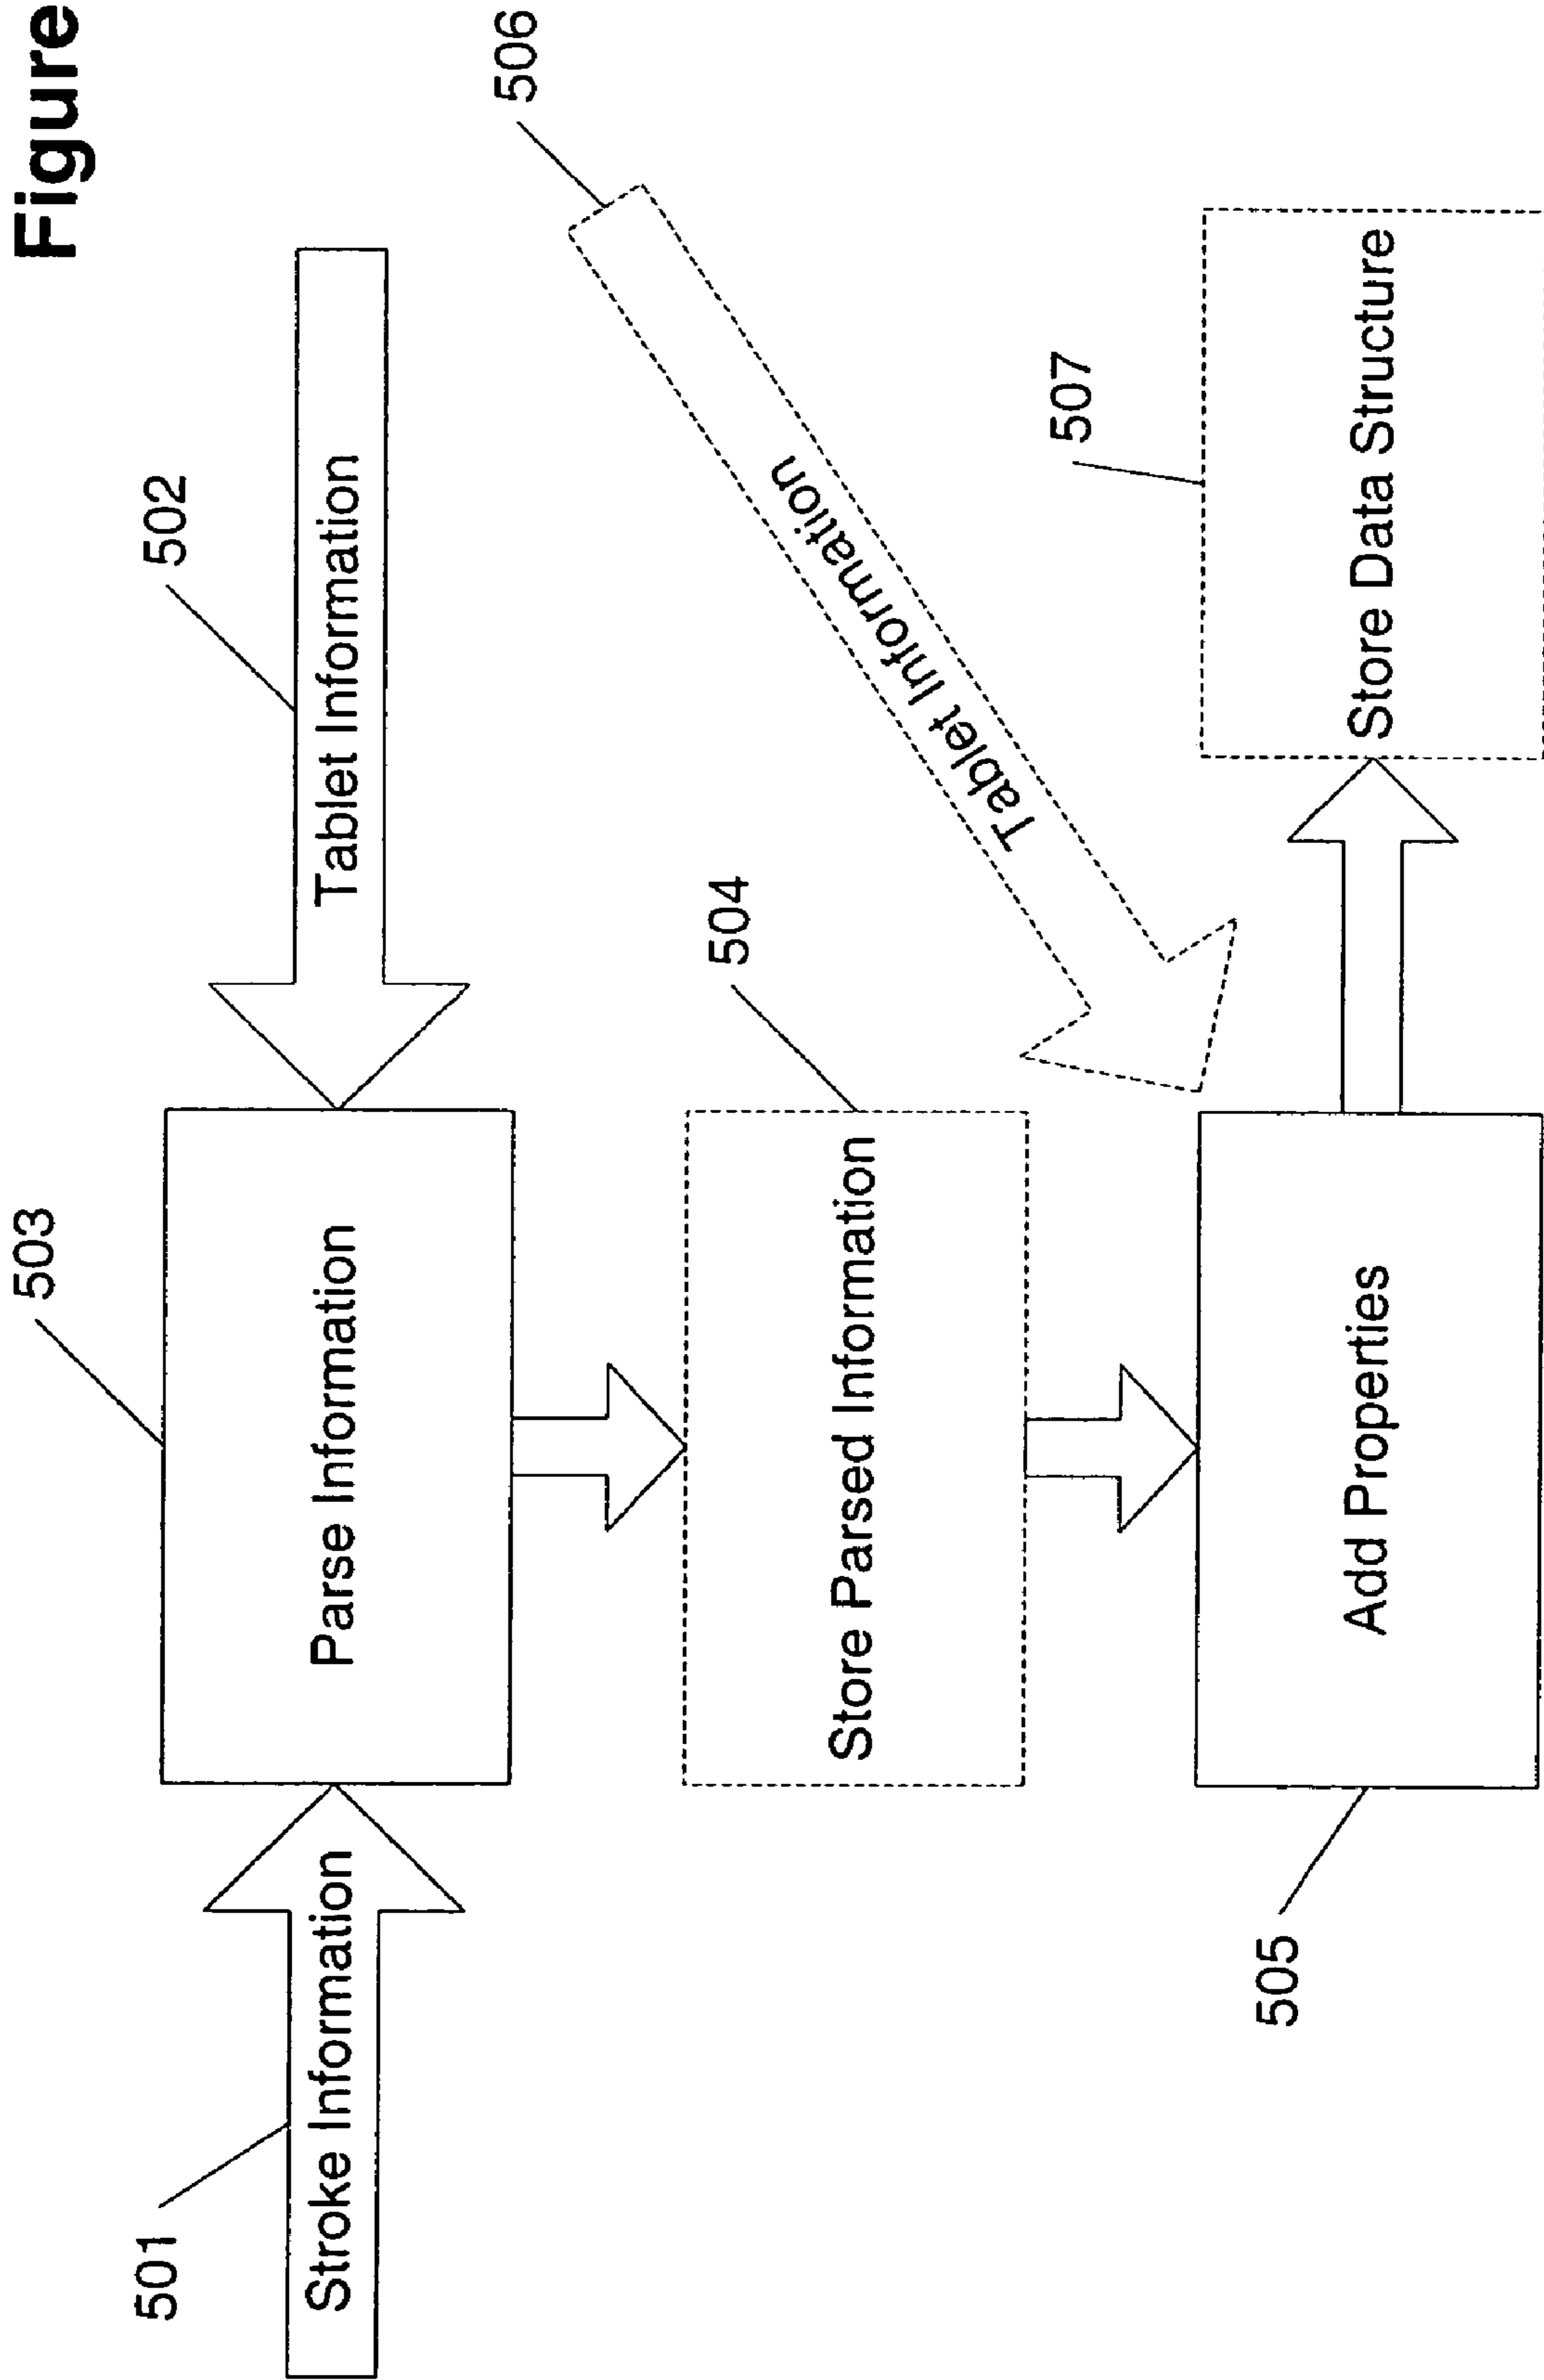 Figure
503
502
501
Stroke Information
Parse Information
Tablet Information
506
504
Store Parsed Information
Tablet Information
507
505
Add Properties
Store Data Structure